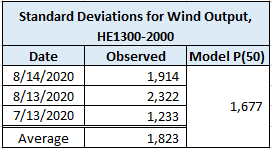 Standard Deviations for Wind Output,
HE1300-2000
Date Observed Model P(50)
8/14/2020 1,914
8/13/2020 2,322
1,677
7/13/2020 1,233
Average 1,823